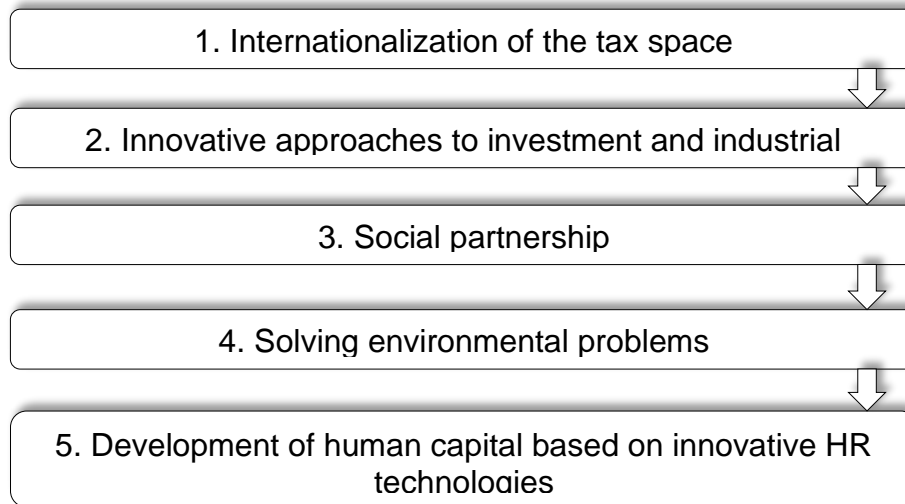 1. Internationalization of the tax space
2. Innovative approaches to investment and industrial
3. Social partnership
4. Solving environmental problems
5. Development of human capital based on innovative HR
technologies